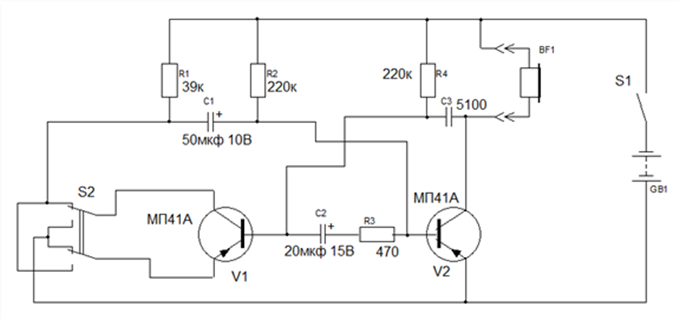 R1
39к
R2
220к
220к
R4
BF1
C1
+
50мкф 10В
C3
5100
S1
S2
МП41А
V1
C2
+
20мкф 15В
R3
470
МП41А
V2
GB1